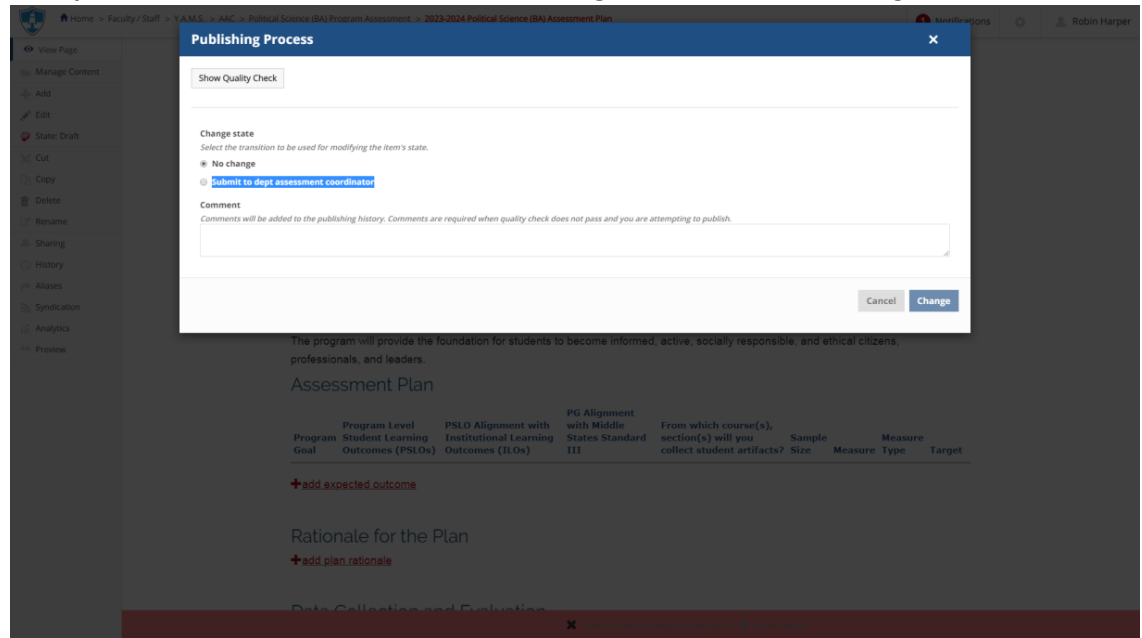 Home > Faculty / Staff > Y.A.M.S. > AAC > Political Science (BA) Program Assessment > 2023-2024 Political Science (BA) Assessment Plan
1 Notifications
Robin Harper
Publishing Process ×
View Page
Manage Content
Show Quality Check
Add
Edit
State: Draft
Change state
Select the transition to be used for modifying the item's state.
Cut
No change
Copy
Submit to dept assessment coordinator
Delete
Comment
Rename
Comments will be added to the publishing history. Comments are required when quality check does not pass and you are attempting to publish.
Sharing
History
Aliases
Syndication
Cancel Change
Analytics
Preview
The program will provide the foundation for students to become informed, active, socially responsible, and ethical citizens,
professionals, and leaders.
Assessment Plan
Program Goal
Program Level Student Learning Outcomes (PSLOs)
PSLO Alignment with Institutional Learning Outcomes (ILOs)
PG Alignment with Middle States Standard III
From which course(s), section(s) will you collect student artifacts?
Sample Size
Measure
Measure Type
Target
+add expected outcome
Rationale for the Plan
+add plan rationale
Data Collection and Evaluation